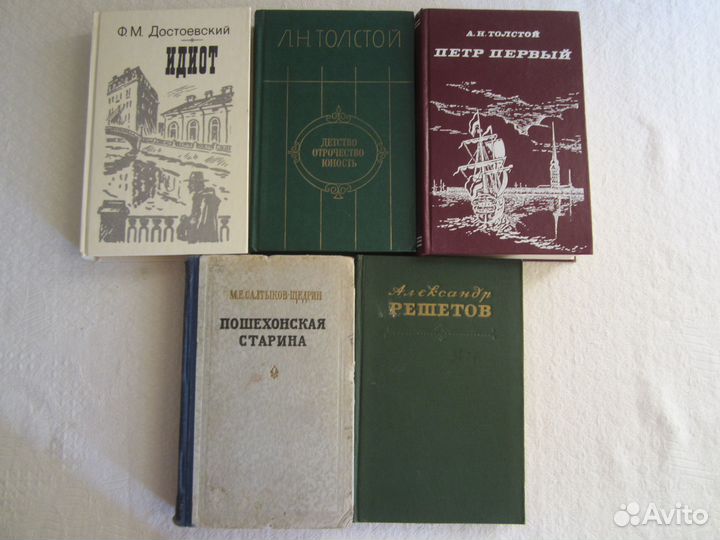 Ф.М. Достоевский
ИДИОТ
Л.Н.ТОЛСТОЙ
ДЕТСТВО
ОТРОЧЕСТВО
ЮНОСТЬ
А.Н.ТОЛСТОЙ
ПЕТР ПЕРВЫЙ
М.Е.САЛТЫКОВ-ЩЕДРИН
ПОШЕХОНСКАЯ
СТАРИНА
Александр
РЕШЕТОВ
Avito